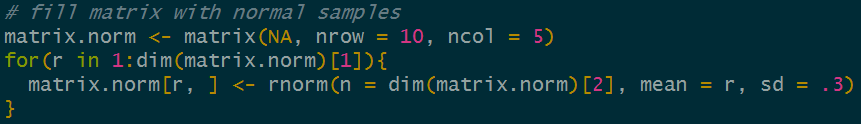 # fill matrix with normal samples
matrix.norm <- matrix(NA, nrow = 10, ncol = 5)
for(r in 1:dim(matrix.norm)[1]){
  matrix.norm[r, ] <- rnorm(n = dim(matrix.norm)[2], mean = r, sd = .3)
}